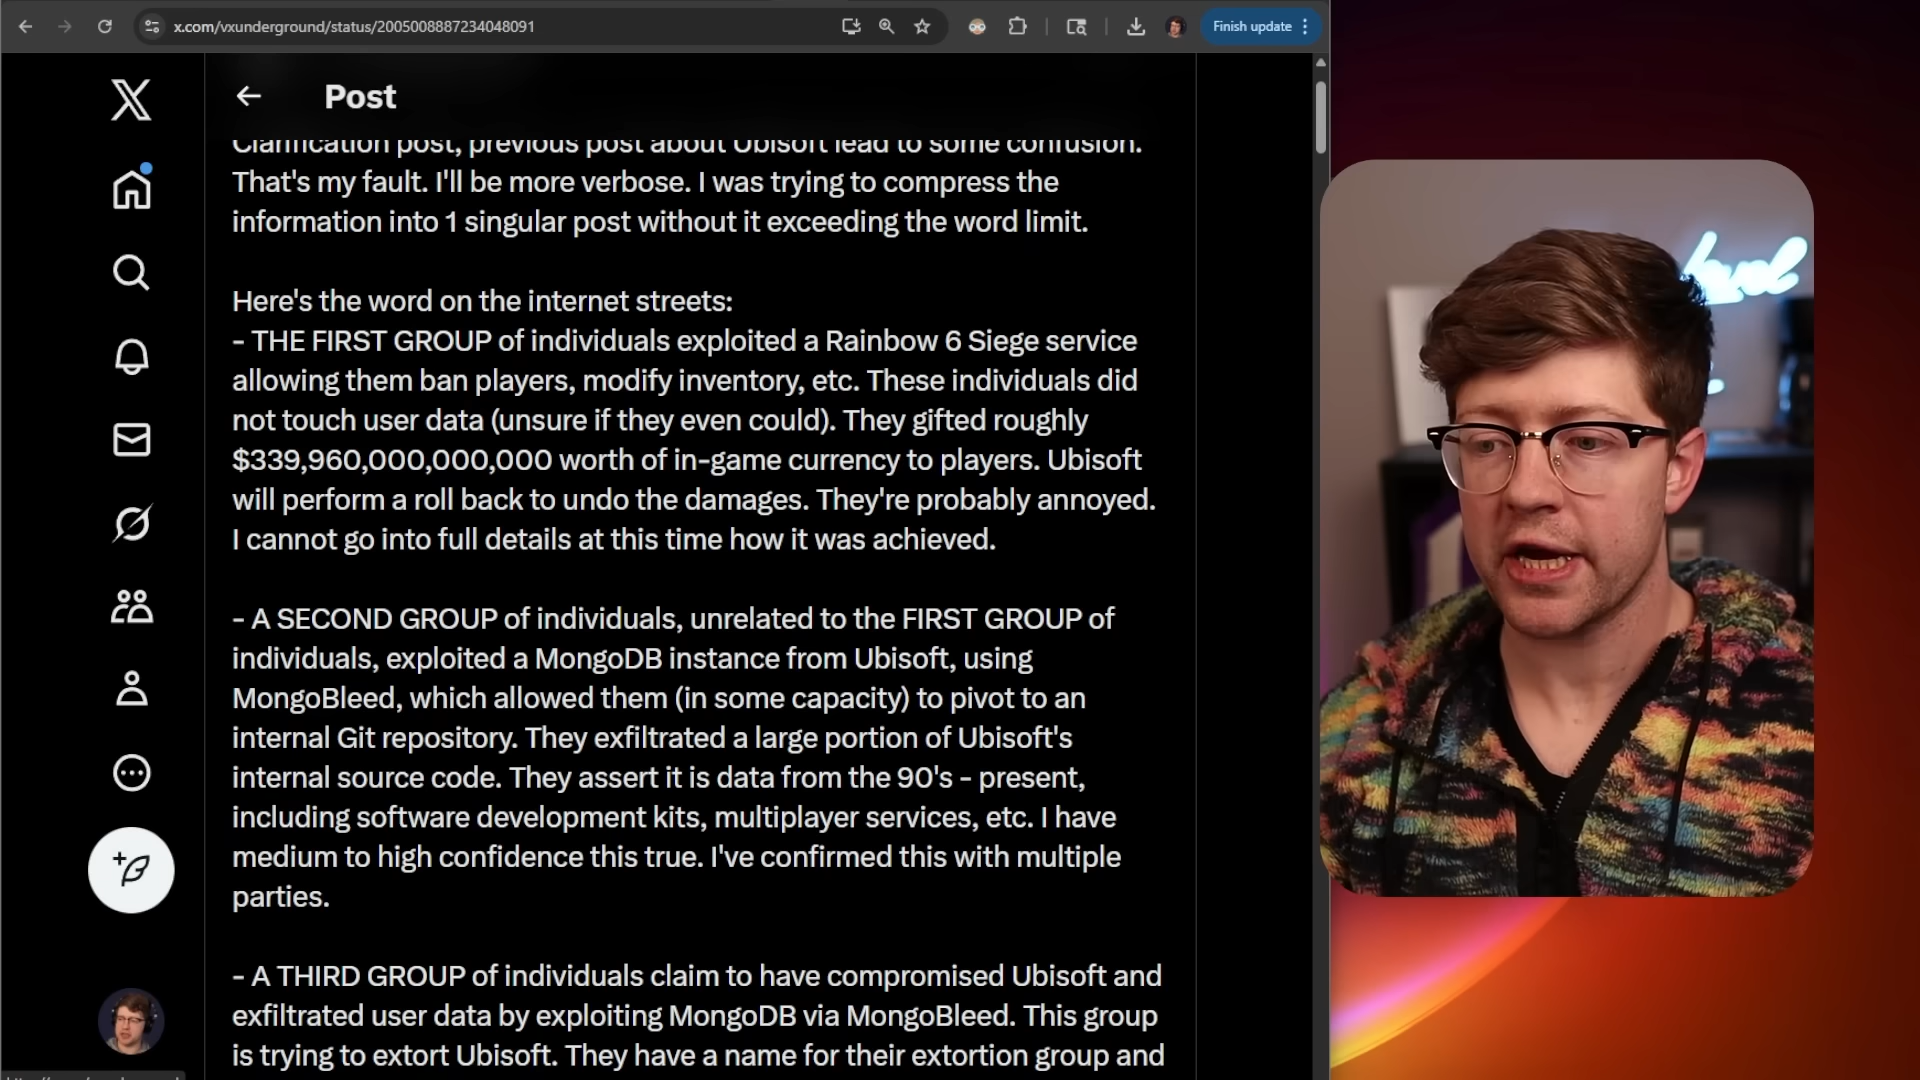 x.com/vxunderground/status/2005008887234048091
Finish update
Post
Clarification post, previous post about Ubisoft lead to some confusion.
That's my fault. I'll be more verbose. I was trying to compress the
information into 1 singular post without it exceeding the word limit.
Here's the word on the internet streets:
- THE FIRST GROUP of individuals exploited a Rainbow 6 Siege service
allowing them ban players, modify inventory, etc. These individuals did
not touch user data (unsure if they even could). They gifted roughly
$339,960,000,000,000 worth of in-game currency to players. Ubisoft
will perform a roll back to undo the damages. They're probably annoyed.
I cannot go into full details at this time how it was achieved.
- A SECOND GROUP of individuals, unrelated to the FIRST GROUP of
individuals, exploited a MongoDB instance from Ubisoft, using
MongoBleed, which allowed them (in some capacity) to pivot to an
internal Git repository. They exfiltrated a large portion of Ubisoft's
internal source code. They assert it is data from the 90's - present,
including software development kits, multiplayer services, etc. I have
medium to high confidence this true. I've confirmed this with multiple
parties.
- A THIRD GROUP of individuals claim to have compromised Ubisoft and
exfiltrated user data by exploiting MongoDB via MongoBleed. This group
is trying to extort Ubisoft. They have a name for their extortion group and